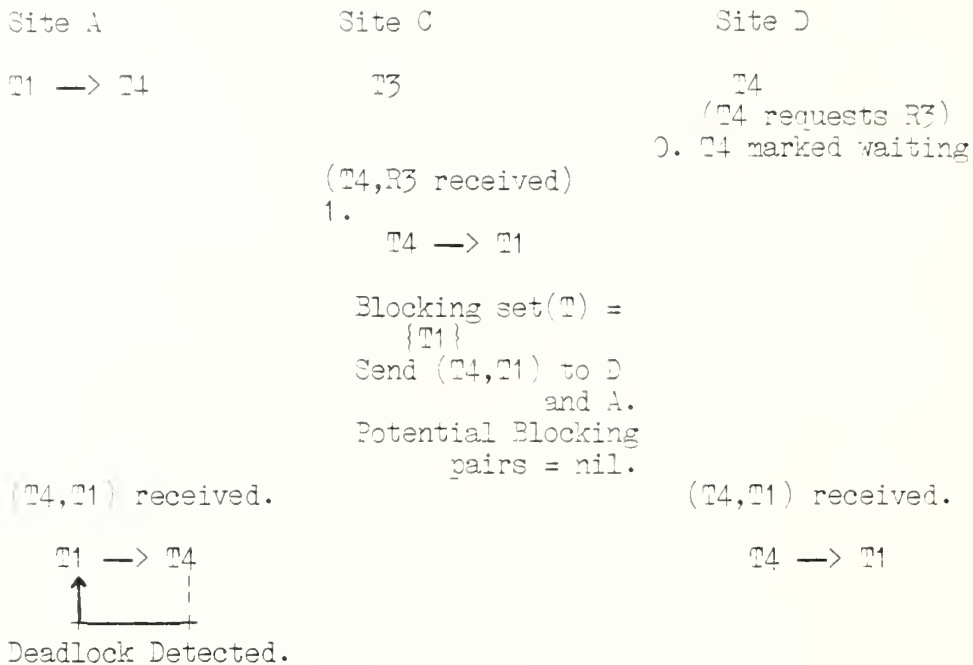 Site A Site C Site D
T1 —> T4 T3 T4
(T4 requests R3)
0. T4 marked waiting
(T4,R3 received)
1.
T4 —> T1
Blocking set(T) =
{T1}
Send (T4,T1) to D
and A.
Potential Blocking
pairs = nil.
(T4,T1) received. (T4,T1) received.
T1 —> T4 T4 —> T1
Deadlock Detected.